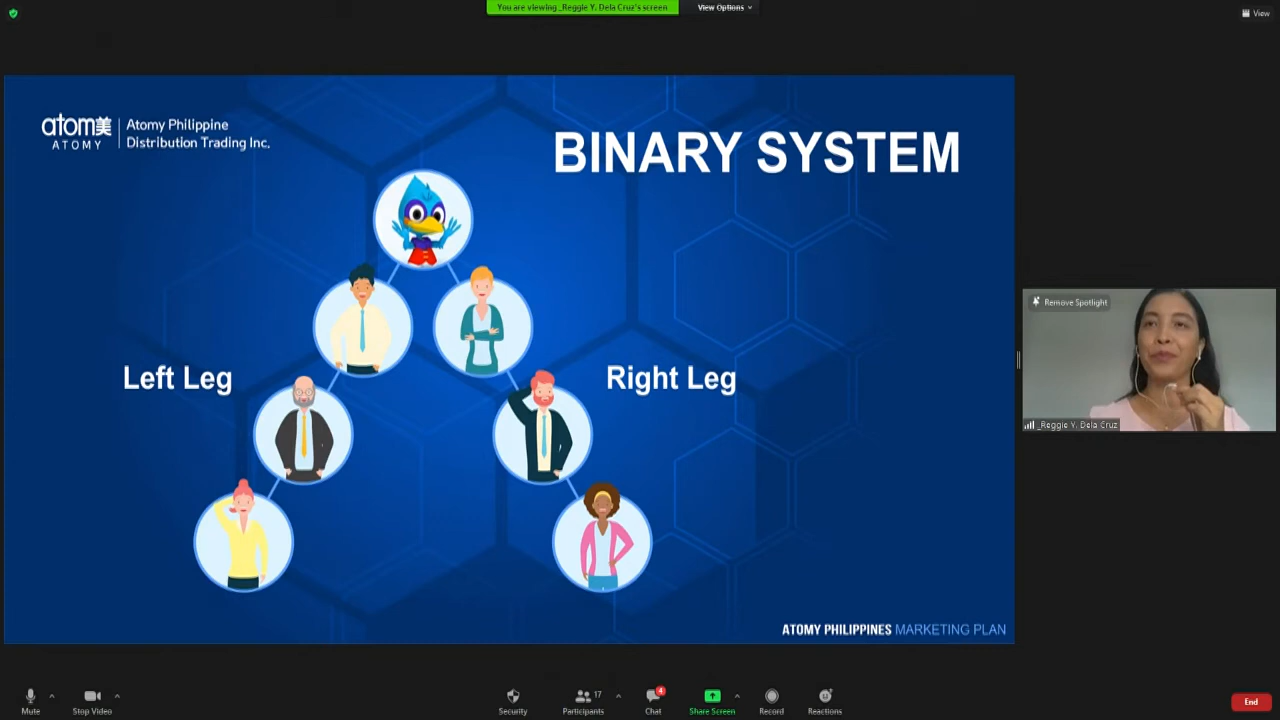 You are viewing _Reggie Y. Dela Cruz's screen
View Options
View
atom美
ATOMY
Atomy Philippine
Distribution Trading Inc.
BINARY SYSTEM
Left Leg
Right Leg
Remove Spotlight
_Reggie Y. Dela Cruz
ATOMY PHILIPPINES MARKETING PLAN
Mute
Stop Video
Security
17
Participants
4
Chat
Share Screen
Record
Reactions
End